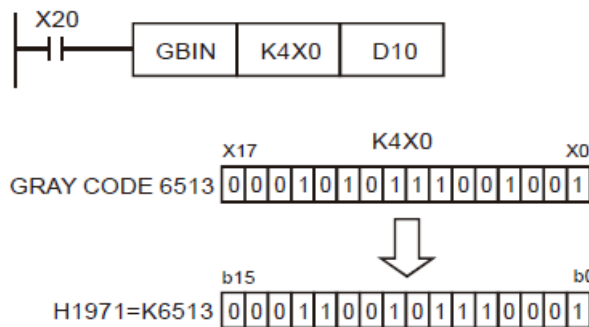 X20
GBIN K4X0 D10
X17 K4X0 X0
GRAY CODE 6513 0 0 0 1 0 1 0 1 1 1 0 0 1 0 0 1
b15 b0
H1971=K6513 0 0 0 1 1 0 0 1 0 1 1 1 0 0 0 1